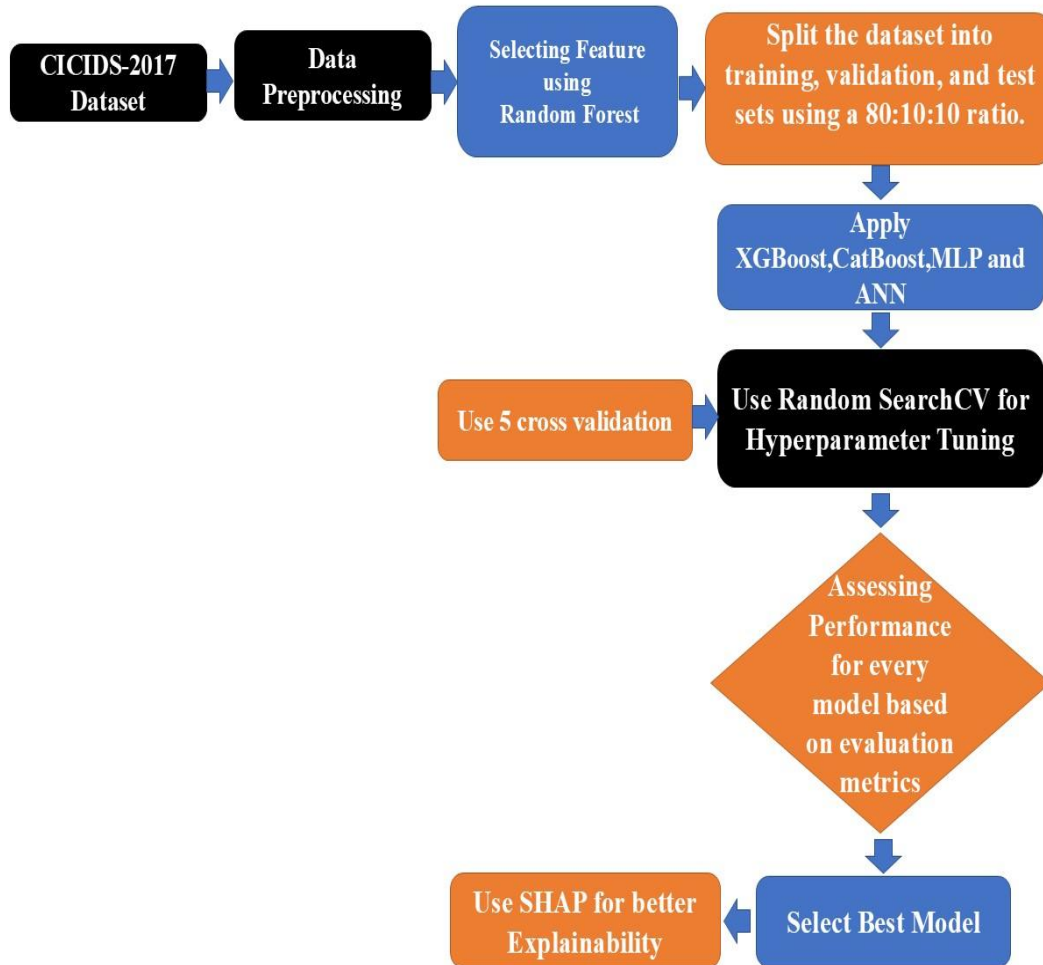 CICIDS-2017
Dataset
Data
Preprocessing
Selecting Feature
using
Random Forest
Split the dataset into
training, validation, and test
sets using a 80:10:10 ratio.
Apply
XGBoost,CatBoost,MLP and
ANN
Use 5 cross validation
Use Random SearchCV for
Hyperparameter Tuning
Assessing
Performance
for every
model based
on evaluation
metrics
Select Best Model
Use SHAP for better
Explainability